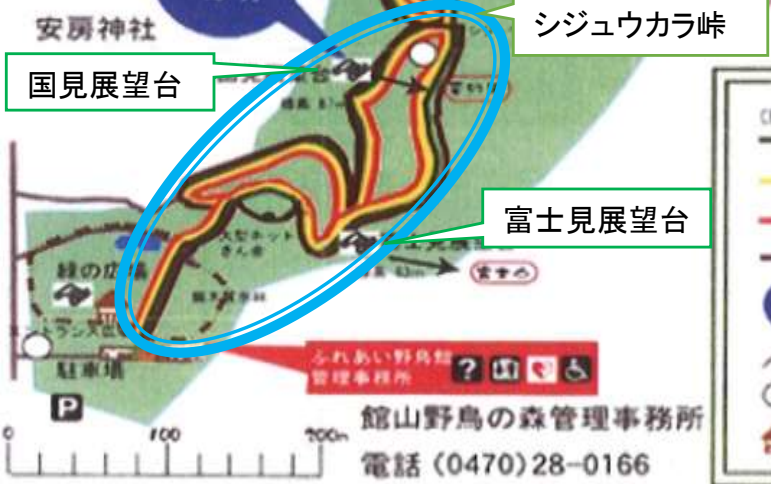 安房神社
シジュウカラ峠
国見展望台
富士見展望台
緑の広場
駐車場
P
ふれあい野鳥館
管理事務所
?
0 100 200m
館山野鳥の森管理事務所
電話 (0470)28-0166